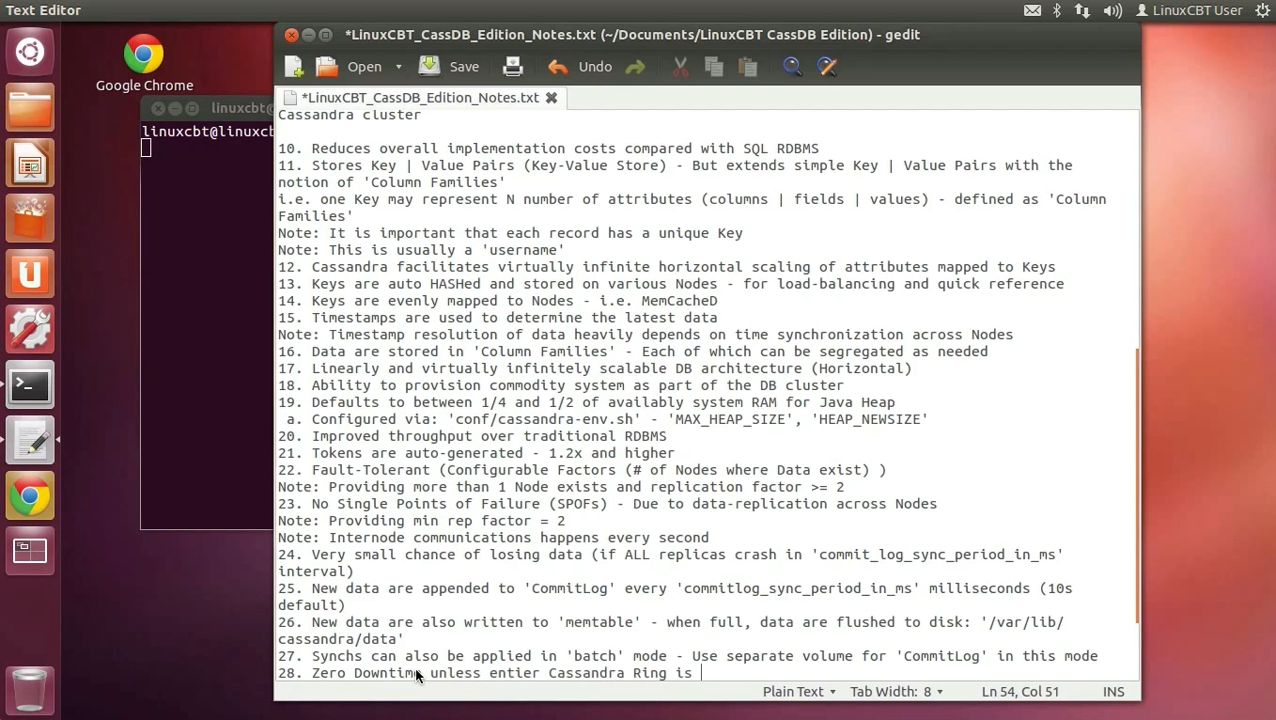 Text Editor
LinuxCBT User
Google Chrome
linuxcbt@
linuxcbt@linuxcb
*LinuxCBT_CassDB_Edition_Notes.txt (~/Documents/LinuxCBT CassDB Edition) - gedit
Open
Save
Undo
*LinuxCBT_CassDB_Edition_Notes.txt
Cassandra cluster
10. Reduces overall implementation costs compared with SQL RDBMS
11. Stores Key | Value Pairs (Key-Value Store) - But extends simple Key | Value Pairs with the
notion of 'Column Families'
i.e. one Key may represent N number of attributes (columns | fields | values) - defined as 'Column
Families'
Note: It is important that each record has a unique Key
Note: This is usually a 'username'
12. Cassandra facilitates virtually infinite horizontal scaling of attributes mapped to Keys
13. Keys are auto HASHed and stored on various Nodes - for load-balancing and quick reference
14. Keys are evenly mapped to Nodes - i.e. MemCacheD
15. Timestamps are used to determine the latest data
Note: Timestamp resolution of data heavily depends on time synchronization across Nodes
16. Data are stored in 'Column Families' - Each of which can be segregated as needed
17. Linearly and virtually infinitely scalable DB architecture (Horizontal)
18. Ability to provision commodity system as part of the DB cluster
19. Defaults to between 1/4 and 1/2 of availably system RAM for Java Heap
a. Configured via: 'conf/cassandra-env.sh' - 'MAX_HEAP_SIZE', 'HEAP_NEWSIZE'
20. Improved throughput over traditional RDBMS
21. Tokens are auto-generated - 1.2x and higher
22. Fault-Tolerant (Configurable Factors (# of Nodes where Data exist) )
Note: Providing more than 1 Node exists and replication factor >= 2
23. No Single Points of Failure (SPOFs) - Due to data-replication across Nodes
Note: Providing min rep factor = 2
Note: Internode communications happens every second
24. Very small chance of losing data (if ALL replicas crash in 'commit_log_sync_period_in_ms'
interval)
25. New data are appended to 'CommitLog' every 'commitlog_sync_period_in_ms' milliseconds (10s
default)
26. New data are also written to 'memtable' - when full, data are flushed to disk: '/var/lib/
cassandra/data'
27. Synchs can also be applied in 'batch' mode - Use separate volume for 'CommitLog' in this mode
28. Zero Downtime unless entier Cassandra Ring is
Plain Text
Tab Width: 8
Ln 54, Col 51
INS